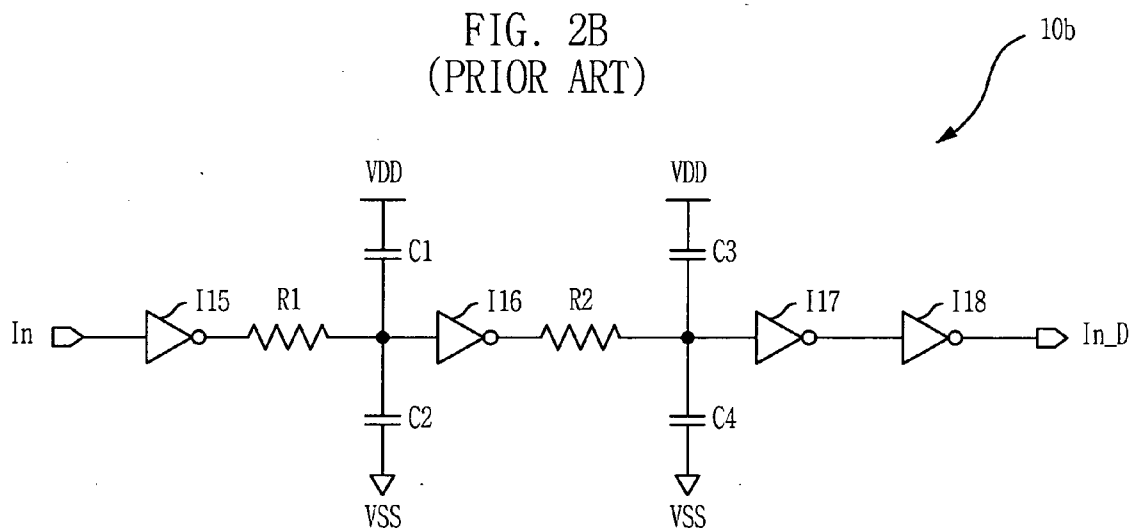 FIG. 2B
(PRIOR ART)
10b
VDD
VDD
C1
C3
I15
R1
I16
R2
I17
I18
In
In_D
C2
C4
VSS
VSS